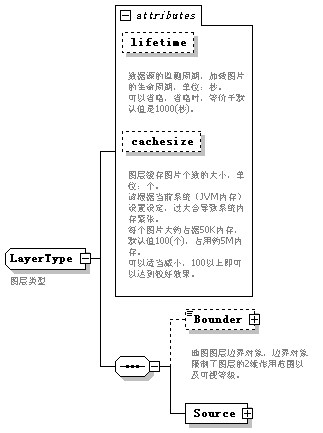 attributes
lifetime
数据源的监测周期，加载图片
的生命周期，单位：秒。
可以省略，省略时，等价于默
认值是1000(秒)。
cachesize
图层缓存图片个数的大小，单
位：个。
请根据当前系统（JVM内存）
设置设定，过大会导致系统内
存紧张。
每个图片大约占据50K内存，
默认值100(个)，占用约5M内
存。
可以适当减小，100以上即可
以达到较好效果。
LayerType
图层类型
Bounder
地图图层边界对象，边界对象
限制了图层的2维作用范围以
及可视等级。
Source